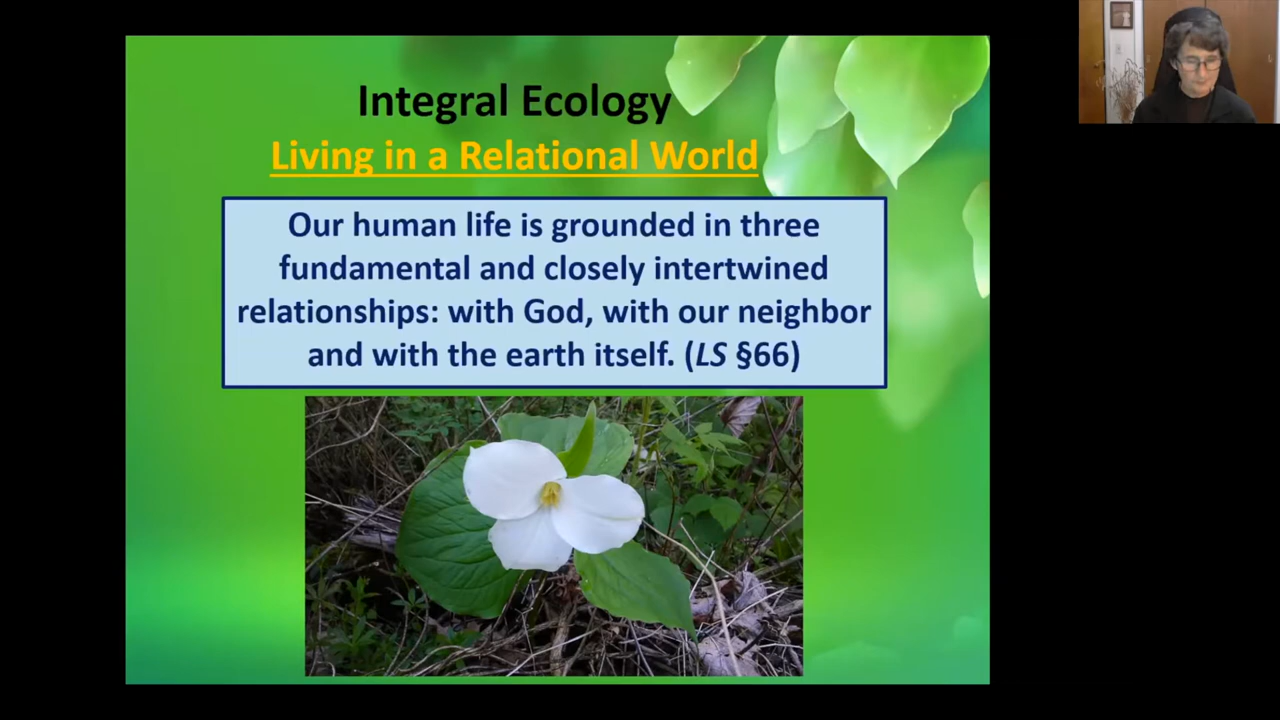 Integral Ecology
Living in a Relational World
Our human life is grounded in three
fundamental and closely intertwined
relationships: with God, with our neighbor
and with the earth itself. (LS §66)